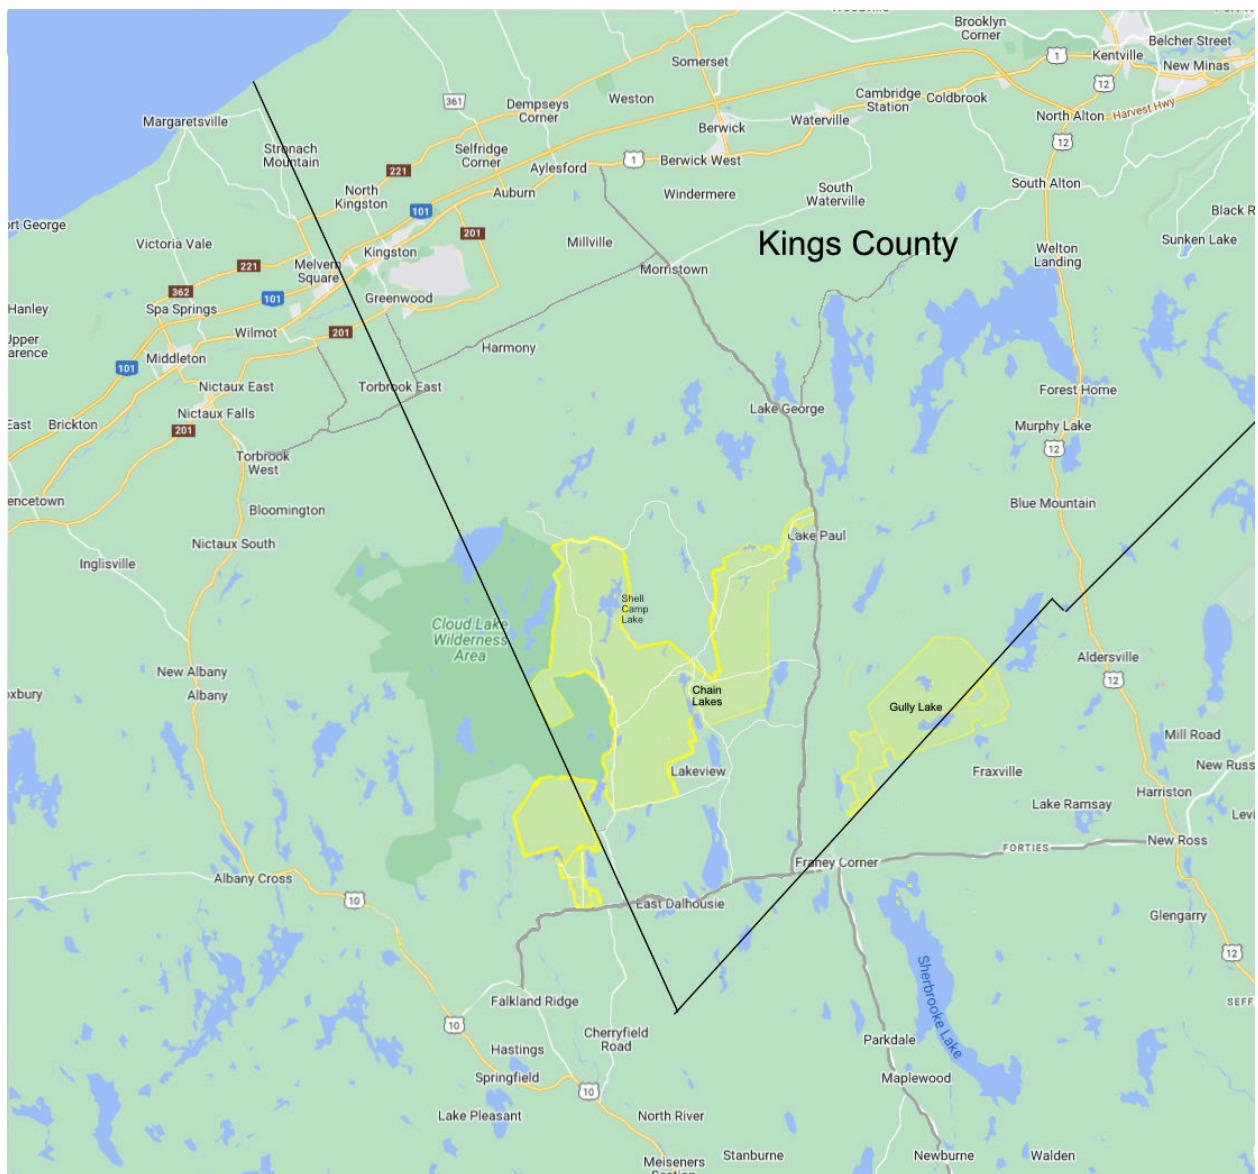 Brooklyn
Corner
Belcher Street
Kentville
New Minas
Somerset
1
12
Weston
Cambridge
Station
Coldbrook
Harvest Hwy
North Alton
361
Dempseys
Corner
Waterville
Berwick
Margaretsville
Stronach
Mountain
Selfridge
Corner
Aylesford
1
Berwick West
12
221
South Alton
North
Kingston
Auburn
Windermere
South
Waterville
Black R
ort George
101
201
Victoria Vale
Kingston
Millville
Kings County
Sunken Lake
Welton
Landing
221
Melvern
Square
Morristown
362
101
Greenwood
Hanley
Spa Springs
Wilmot
201
Upper
arence
Middleton
Harmony
101
Nictaux East
Torbrook East
Forest Home
Nictaux Falls
Lake George
East
Brickton
201
Murphy Lake
12
Torbrook
West
encetown
Bloomington
Blue Mountain
Nictaux South
Lake Paul
Inglisville
Shell
Camp
Lake
Cloud Lake
Wilderness
Area
Aldersville
New Albany
12
oxbury
Albany
Chain
Lakes
Gully Lake
Mill Road
Lakeview
Fraxville
New Russ
Harriston
Lake Ramsay
Levi
New Ross
FORTIES
Franey Corner
Albany Cross
10
East Dalhousie
Glengarry
12
Sherbrooke Lake
Falkland Ridge
SEFF
10
Cherryfield
Road
Parkdale
Hastings
Springfield
Maplewood
10
Lake Pleasant
North River
Stanburne
Newburne
Walden
Meiseners
Section